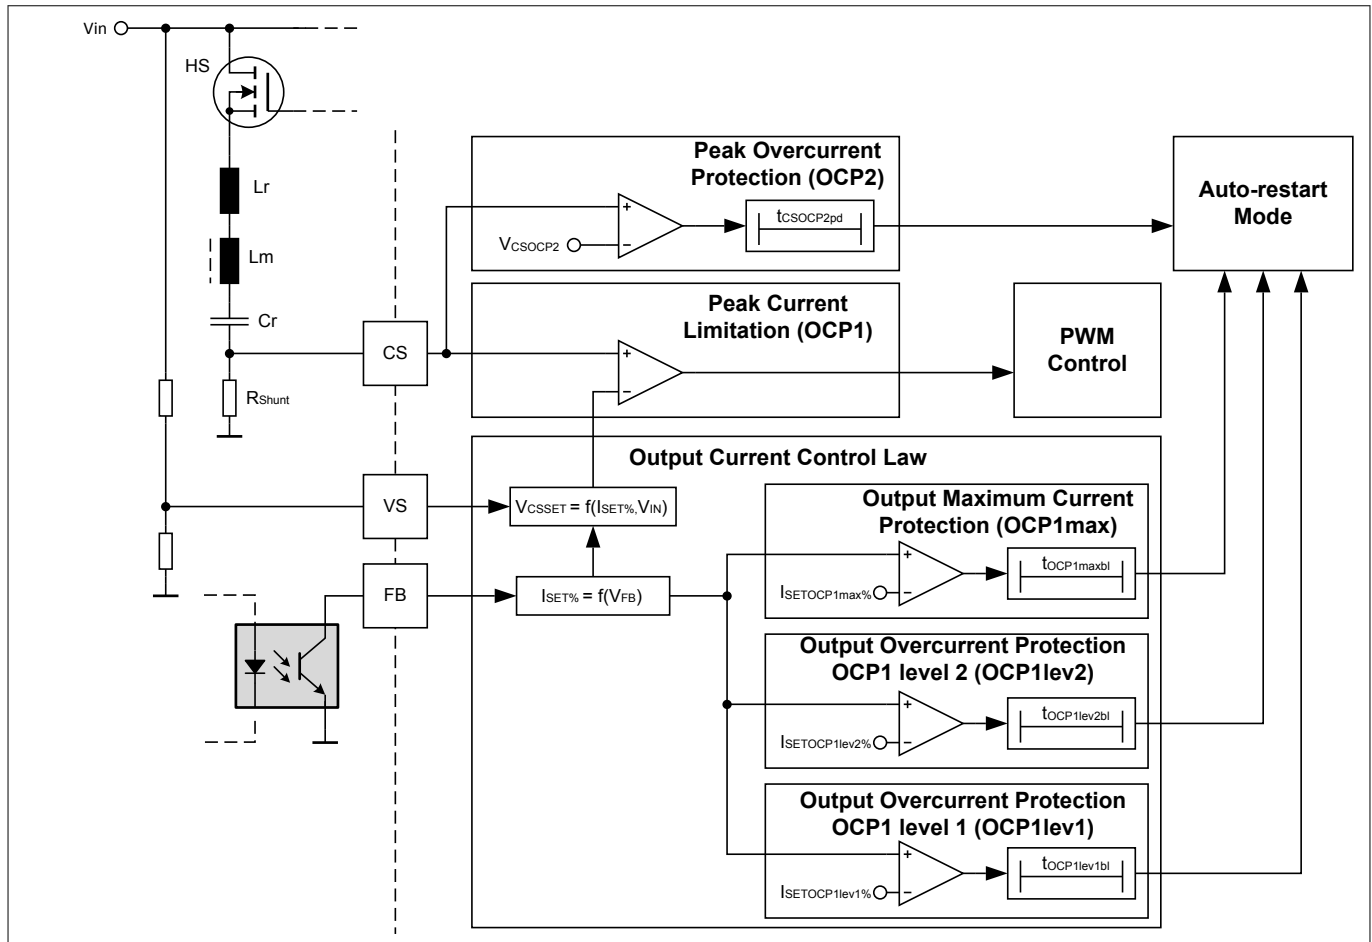 Vin
HS
Lr
Lm
Cr
RShunt
CS
VS
FB
Peak Overcurrent
Protection (OCP2)
VCSOCP2
+
−
tCSOCP2pd
Auto-restart
Mode
Peak Current
Limitation (OCP1)
+
−
PWM
Control
Output Current Control Law
VCSSET = f(ISET%,VIN)
ISET% = f(VFB)
Output Maximum Current
Protection (OCP1max)
+
−
ISETOCP1max%
tOCP1maxbl
Output Overcurrent Protection
OCP1 level 2 (OCP1lev2)
+
−
ISETOCP1lev2%
tOCP1lev2bl
Output Overcurrent Protection
OCP1 level 1 (OCP1lev1)
+
−
ISETOCP1lev1%
tOCP1lev1bl